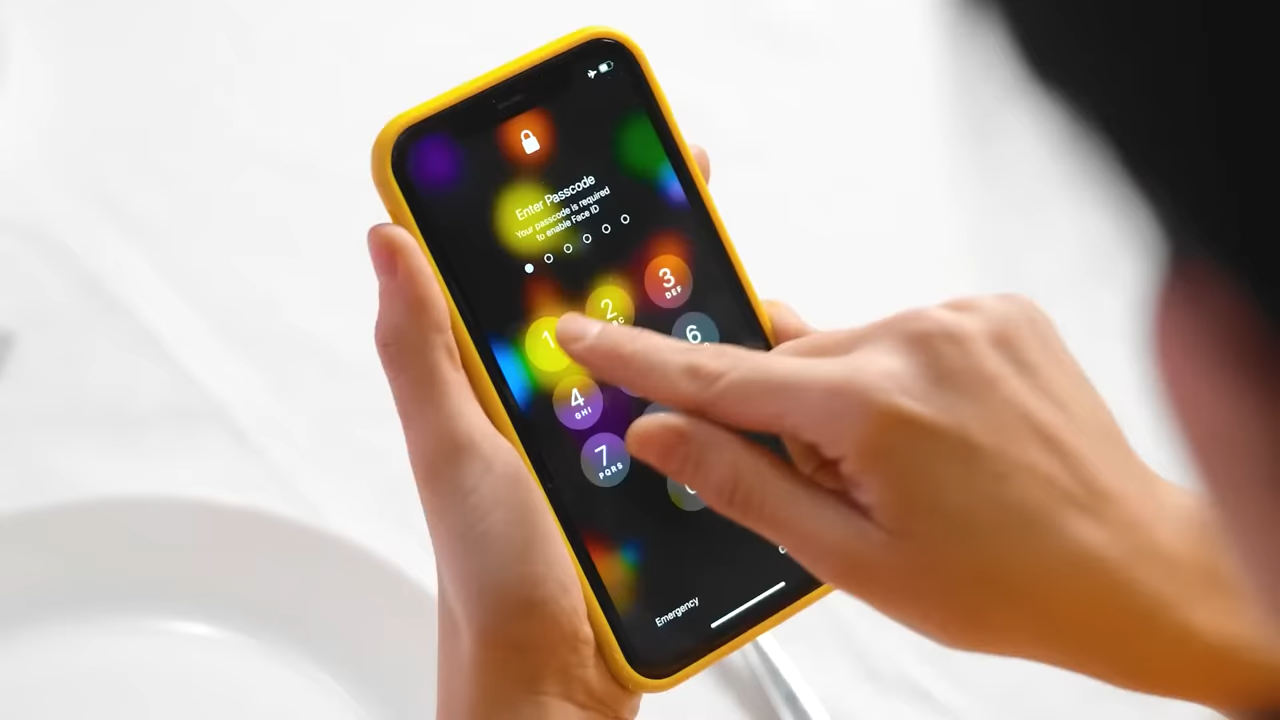 Enter Passcode
Your passcode is required
to enable Face ID
1
2
3
DEF
4
GHI
6
7
PQRS
Emergency